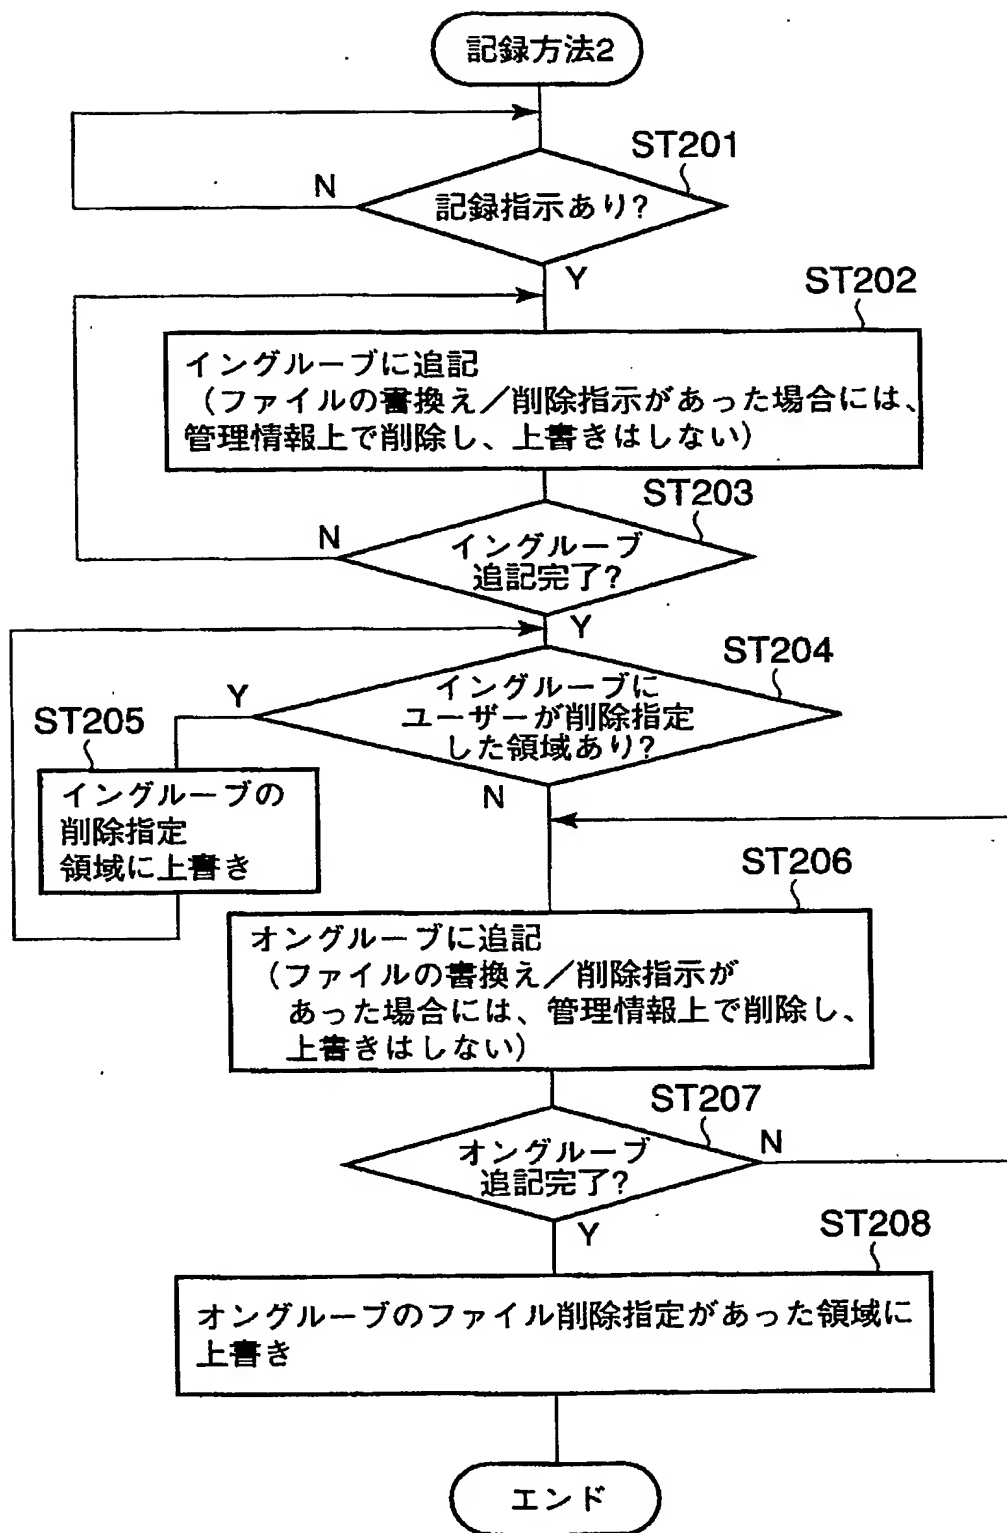 記録方法2
ST201
記録指示あり?
N
Y
ST202
イングルーブに追記
(ファイルの書換え/削除指示があった場合には、
管理情報上で削除し、上書きはしない)
ST203
イングルーブ
追記完了?
N
Y
ST204
イングルーブに
ユーザーが削除指定
した領域あり?
Y
N
ST205
イングルーブの
削除指定
領域に上書き
ST206
オングルーブに追記
(ファイルの書換え/削除指示が
あった場合には、管理情報上で削除し、
上書きはしない)
ST207
オングルーブ
追記完了?
N
Y
ST208
オングルーブのファイル削除指定があった領域に
上書き
エンド